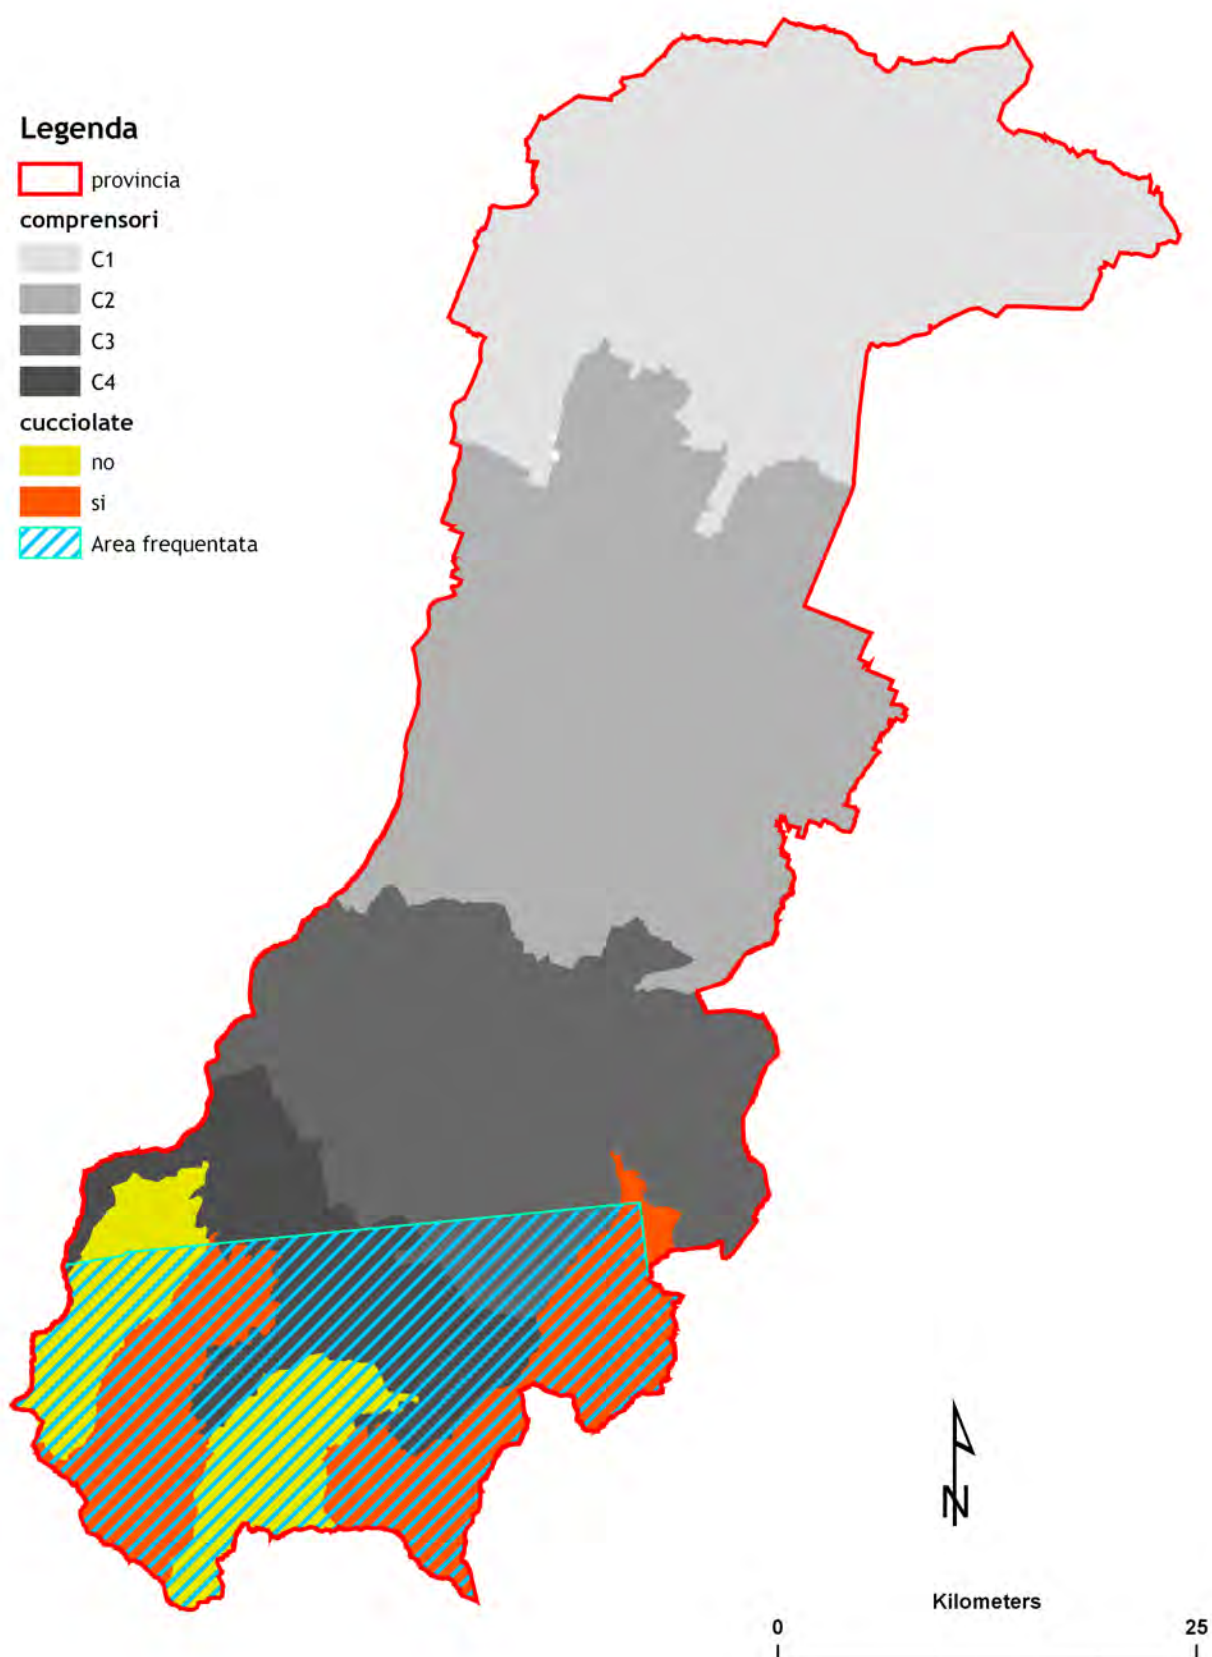 Legenda
provincia
comprensori
C1
C2
C3
C4
cucciolate
no
si
Area frequentata
N
Kilometers
0 25